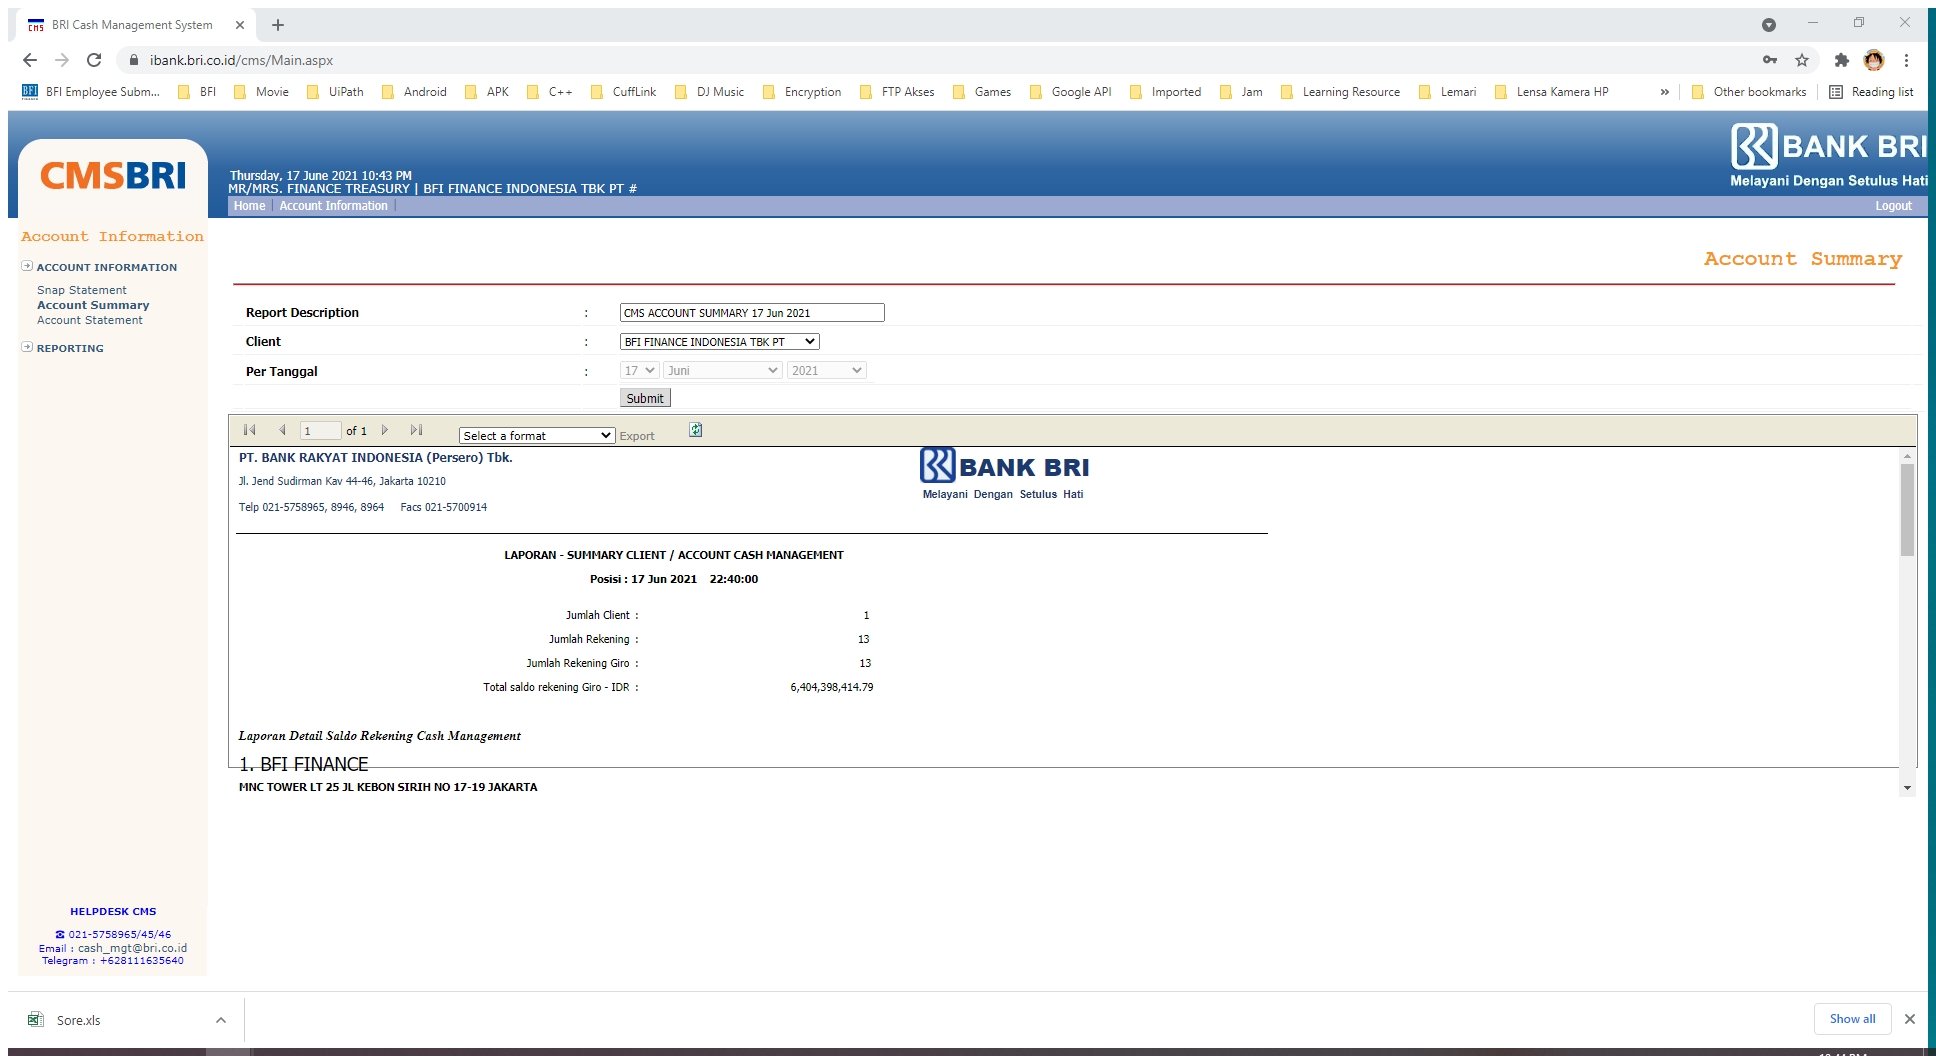 CMS BRI Cash Management System
ibank.bri.co.id/cms/Main.aspx
BFI BFI Employee Subm... BFI Movie UiPath Android APK C++ CuffLink DJ Music Encryption FTP Akses Games Google API Imported Jam Learning Resource Lemari Lensa Kamera HP » Other bookmarks Reading list
CMSBRI
BANK BRI
Melayani Dengan Setulus Hati
Thursday, 17 June 2021 10:43 PM
MR/MRS. FINANCE TREASURY | BFI FINANCE INDONESIA TBK PT #
Home | Account Information |
Logout
Account Information
ACCOUNT INFORMATION
Snap Statement
Account Summary
Account Statement
REPORTING
Account Summary
Report Description : CMS ACCOUNT SUMMARY 17 Jun 2021
Client : BFI FINANCE INDONESIA TBK PT
Per Tanggal : 17 Juni 2021
Submit
1 of 1 Select a format Export
PT. BANK RAKYAT INDONESIA (Persero) Tbk.
Jl. Jend Sudirman Kav 44-46, Jakarta 10210
Telp 021-5758965, 8946, 8964 Facs 021-5700914
BANK BRI
Melayani Dengan Setulus Hati
LAPORAN - SUMMARY CLIENT / ACCOUNT CASH MANAGEMENT
Posisi : 17 Jun 2021 22:40:00
Jumlah Client : 1
Jumlah Rekening : 13
Jumlah Rekening Giro : 13
Total saldo rekening Giro - IDR : 6,404,398,414.79
Laporan Detail Saldo Rekening Cash Management
1. BFI FINANCE
MNC TOWER LT 25 JL KEBON SIRIH NO 17-19 JAKARTA
HELPDESK CMS
☎ 021-5758965/45/46
Email : cash_mgt@bri.co.id
Telegram : +628111635640
Sore.xls
Show all